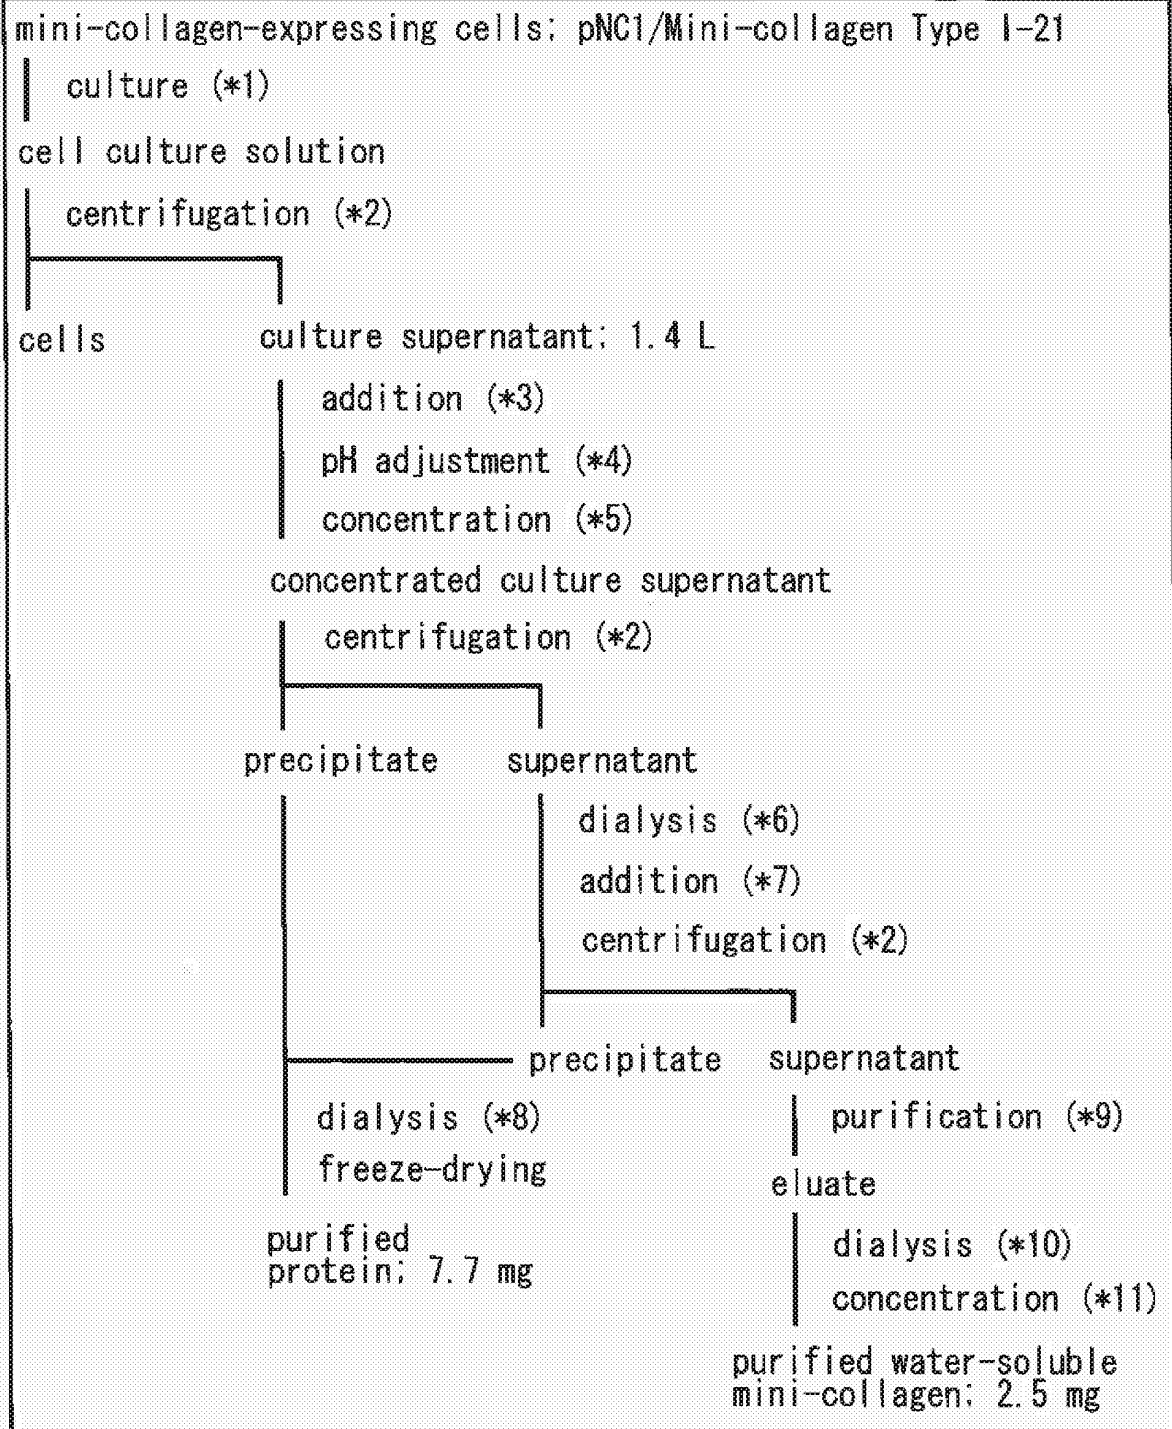 mini-collagen-expressing cells: pNC1/Mini-collagen Type I-21
culture (*1)
cell culture solution
centrifugation (*2)
cells
culture supernatant: 1.4 L
addition (*3)
pH adjustment (*4)
concentration (*5)
concentrated culture supernatant
centrifugation (*2)
precipitate
supernatant
dialysis (*6)
addition (*7)
centrifugation (*2)
precipitate
supernatant
dialysis (*8)
purification (*9)
freeze-drying
eluate
purified
protein: 7.7 mg
dialysis (*10)
concentration (*11)
purified water-soluble
mini-collagen: 2.5 mg